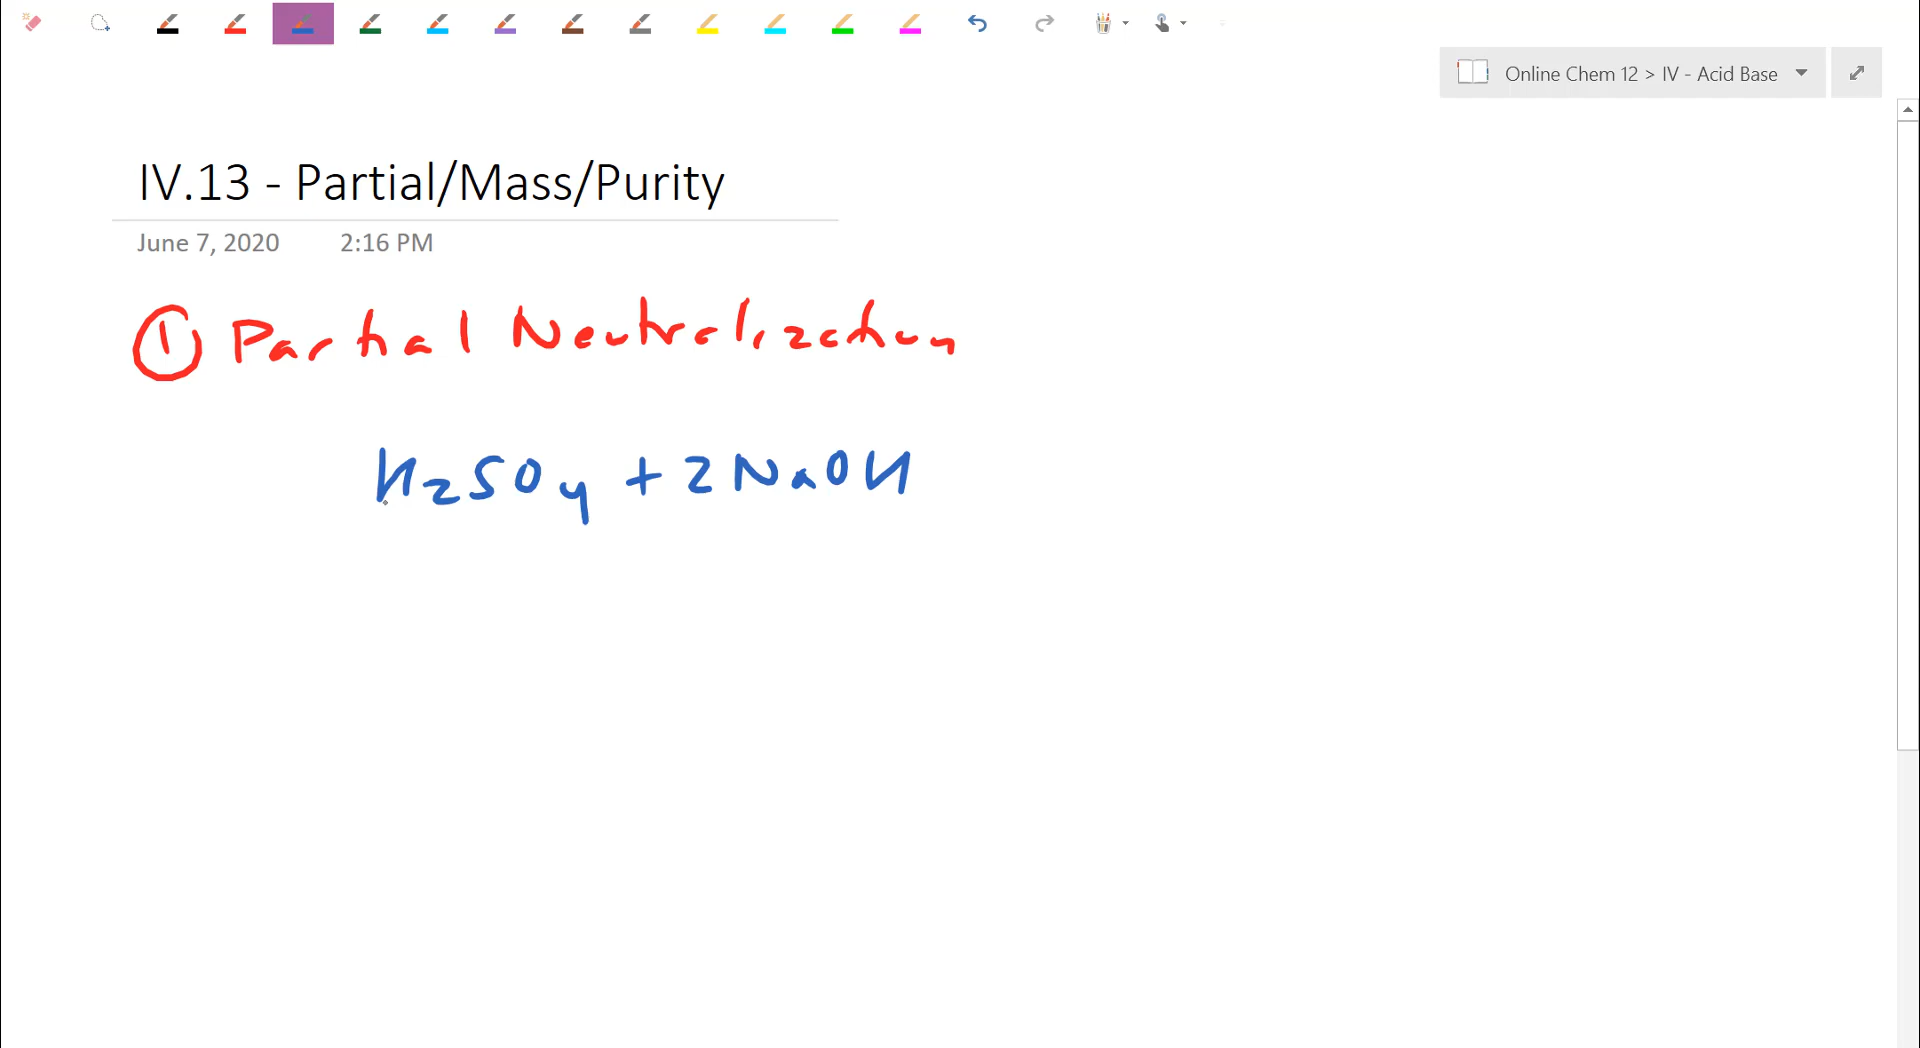 Online Chem 12 > IV - Acid Base
IV.13 - Partial/Mass/Purity
June 7, 2020 2:16 PM
① Partial Neutralization
H₂SO₄ + 2NaOH